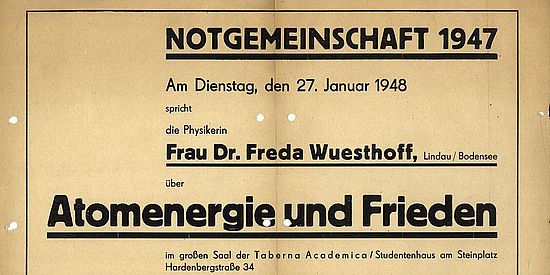 NOTGEMEINSCHAFT 1947
Am Dienstag, den 27. Januar 1948
spricht
die Physikerin
Frau Dr. Freda Wuesthoff, Lindau / Bodensee
über
Atomenergie und Frieden
im großen Saal der Taberna Academica / Studentenhaus am Steinplatz
Hardenbergstraße 34